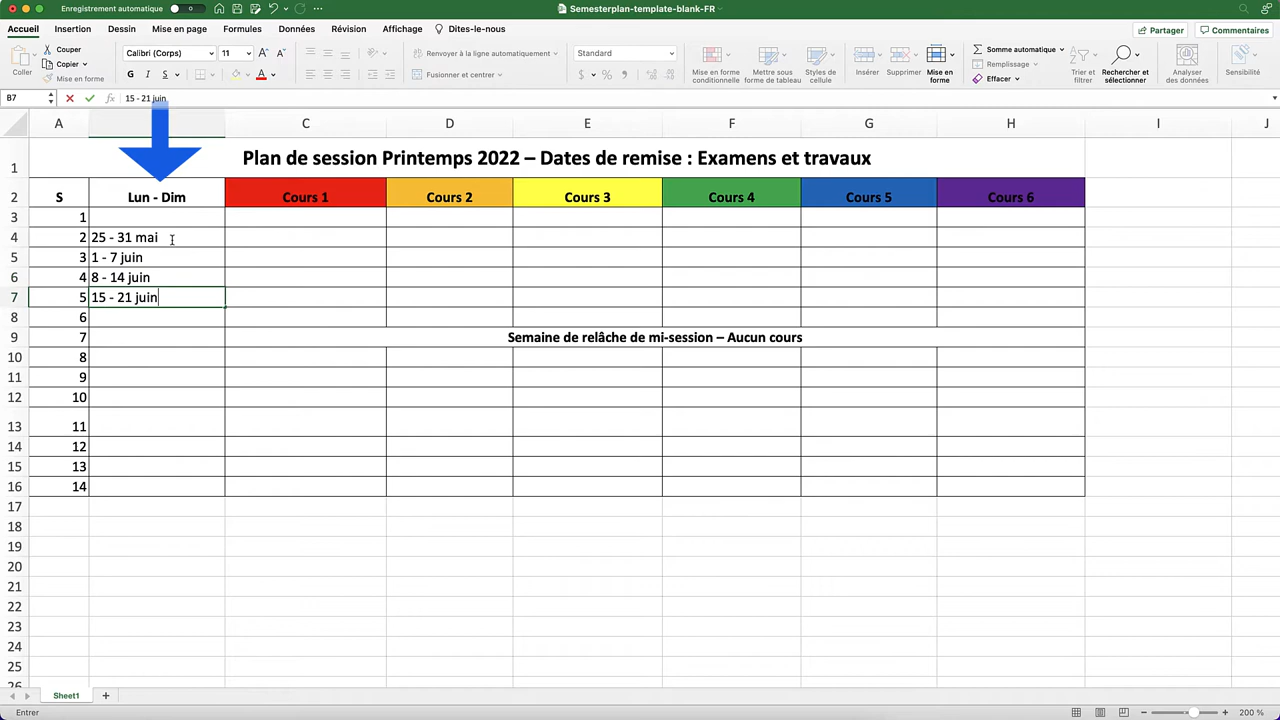 Enregistrement automatique 0 Semesterplan-template-blank-FR
Accueil Insertion Dessin Mise en page Formules Données Révision Affichage Dites-le-nous Partager Commentaires
Coller Couper Copier Mise en forme
Calibri (Corps) 11
G I S A
Renvoyer à la ligne automatiquement
Fusionner et centrer
Standard
Mise en forme conditionnelle
Mettre sous forme de tableau
Styles de cellule
Insérer Supprimer Mise en forme
Somme automatique
Remplissage
Effacer
Trier et filtrer
Rechercher et sélectionner
Analyser des données
Sensibilité
B7 fx 15 - 21 juin
A C D E F G H I J
1 Plan de session Printemps 2022 – Dates de remise : Examens et travaux
2 S Lun - Dim Cours 1 Cours 2 Cours 3 Cours 4 Cours 5 Cours 6
3 1
4 2 25 - 31 mai
5 3 1 - 7 juin
6 4 8 - 14 juin
7 5 15 - 21 juin
8 6
9 7 Semaine de relâche de mi-session – Aucun cours
10 8
11 9
12 10
13 11
14 12
15 13
16 14
17
18
19
20
21
22
23
24
25
26
Sheet1
Entrer 200 %